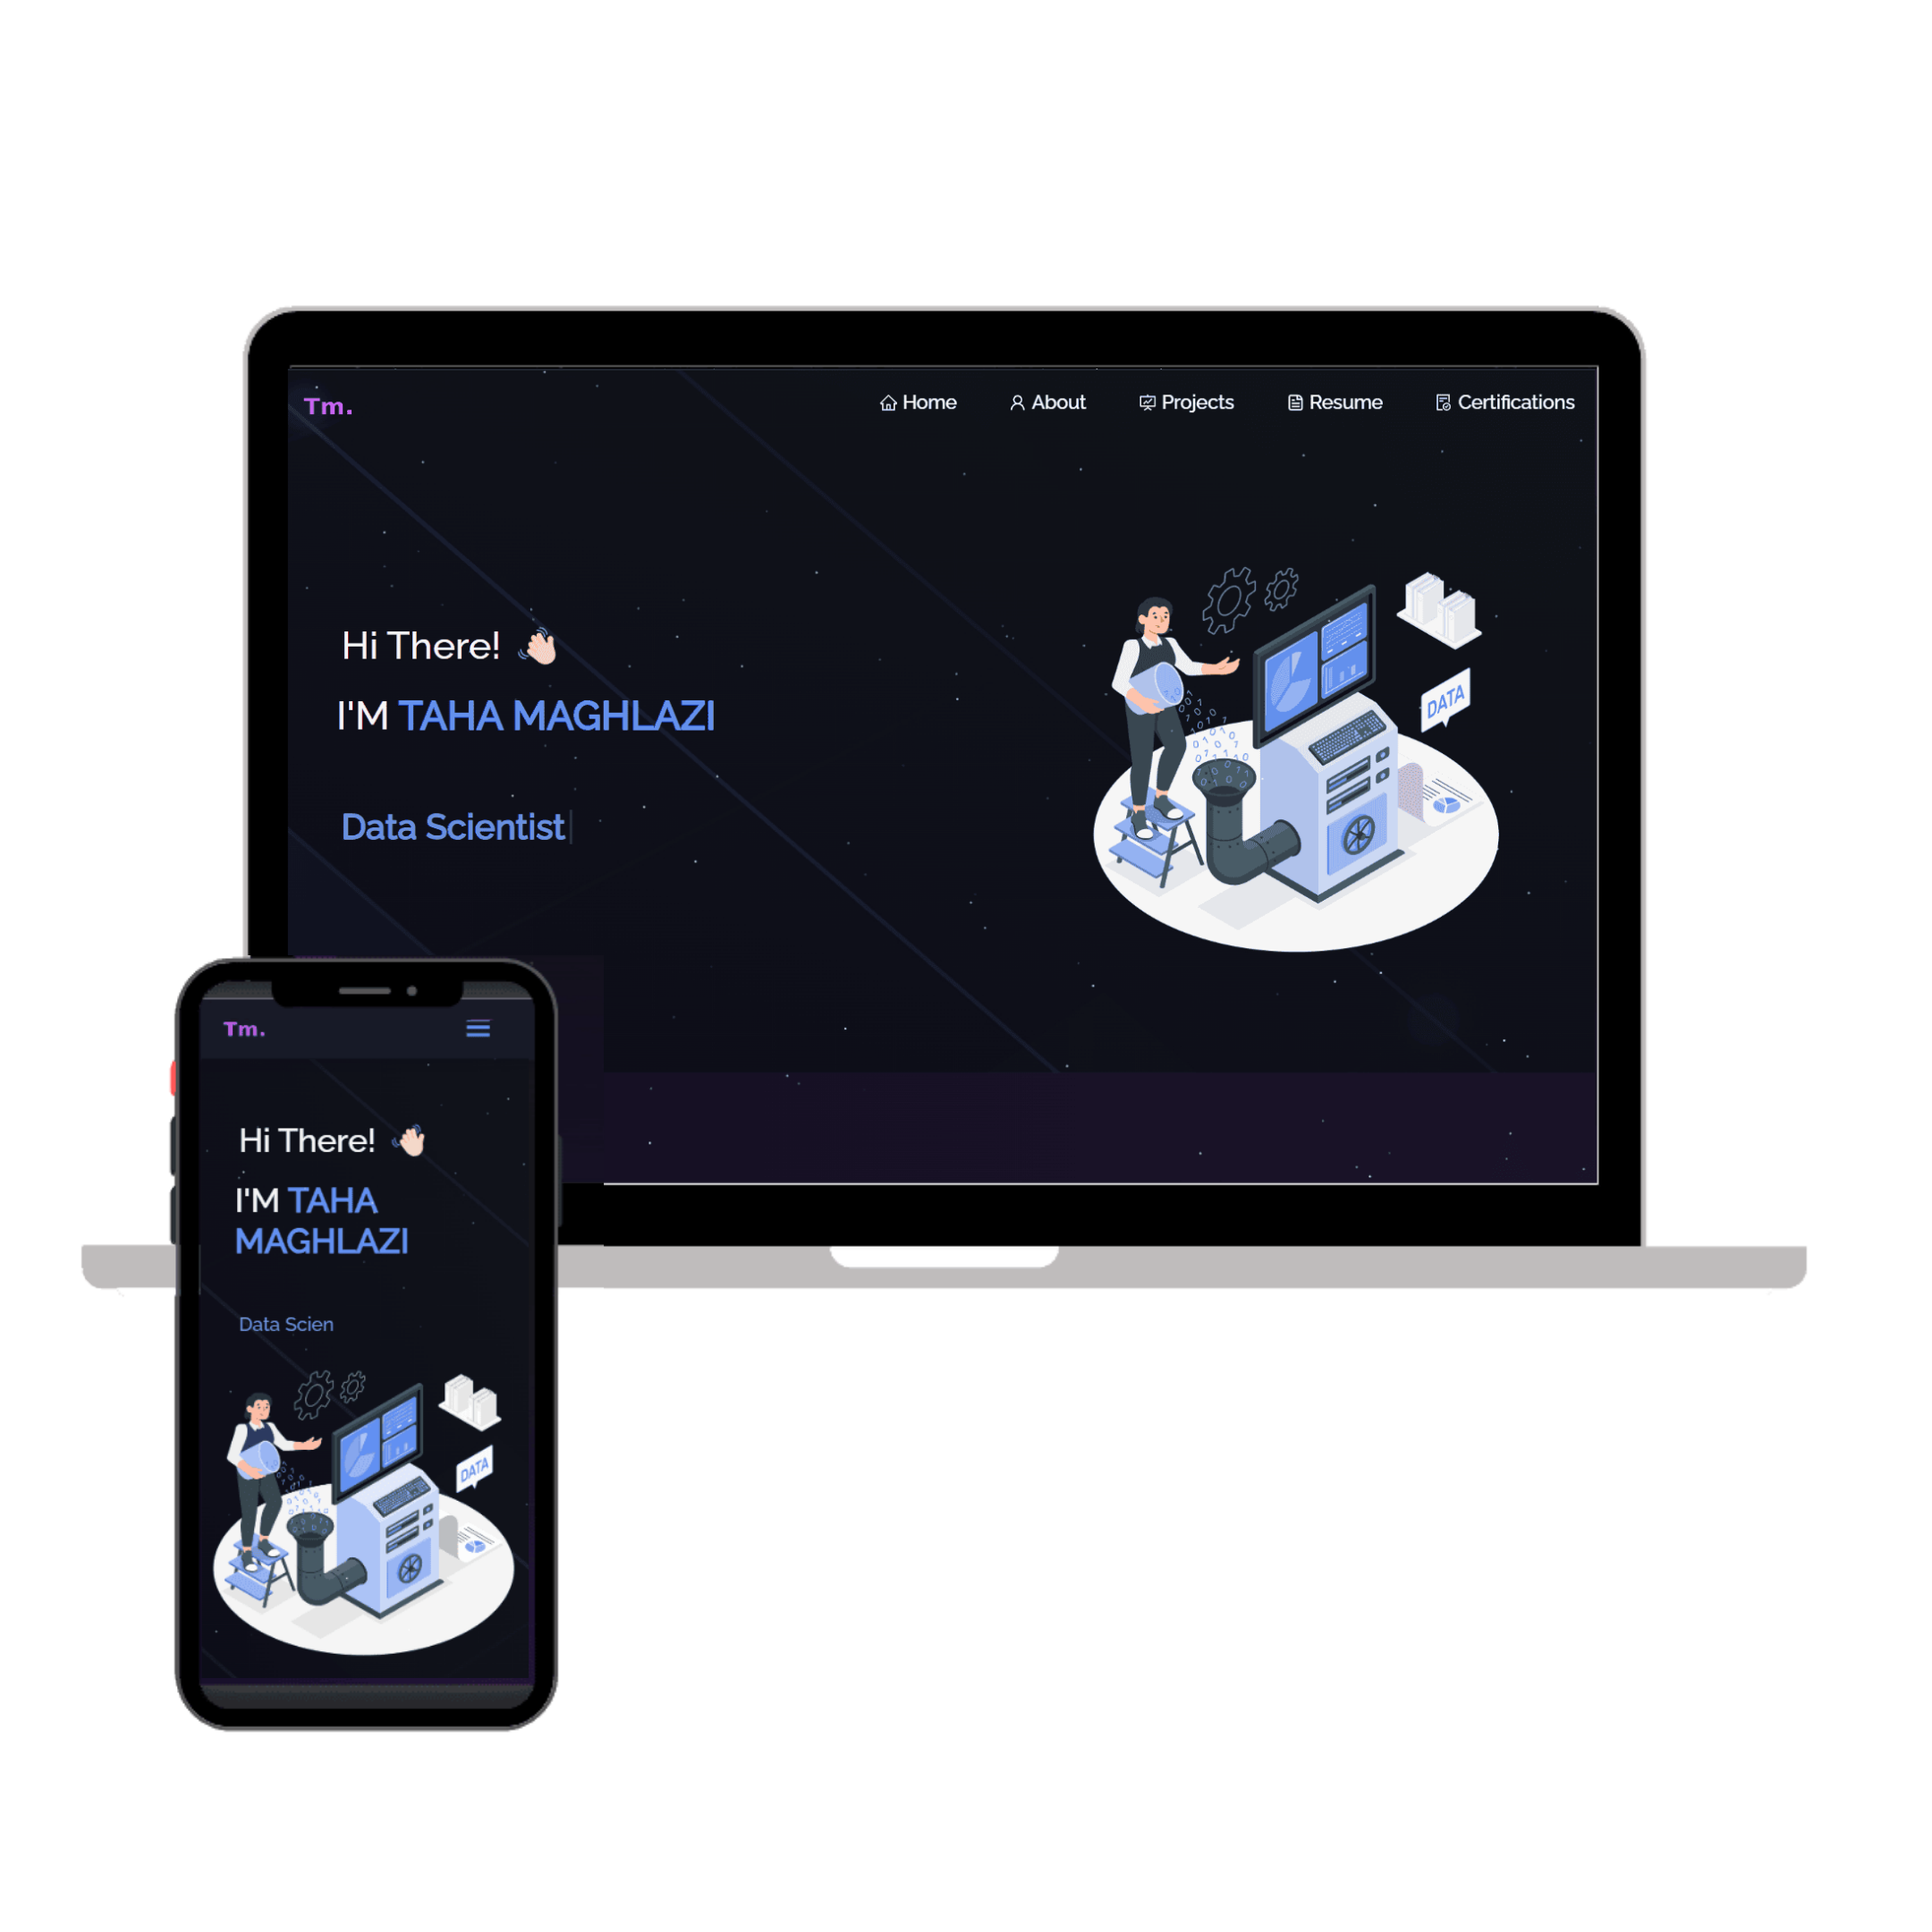 Tm.
Home About Projects Resume Certifications
Hi There!
I'M TAHA MAGHLAZI
Data Scientist
DATA
Tm.
Hi There!
I'M TAHA
MAGHLAZI
Data Scien
DATA